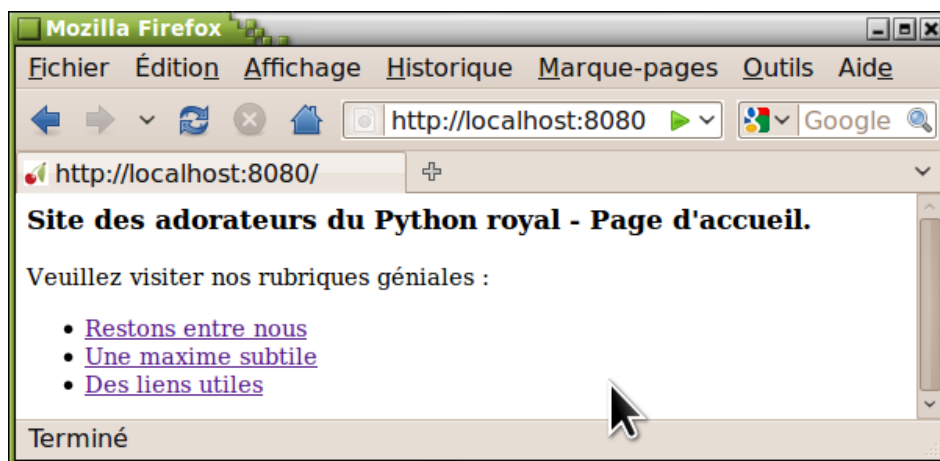 Mozilla Firefox
Fichier Édition Affichage Historique Marque-pages Outils Aide
http://localhost:8080 Google
http://localhost:8080/
Site des adorateurs du Python royal - Page d'accueil.
Veuillez visiter nos rubriques géniales :
• Restons entre nous
• Une maxime subtile
• Des liens utiles
Terminé